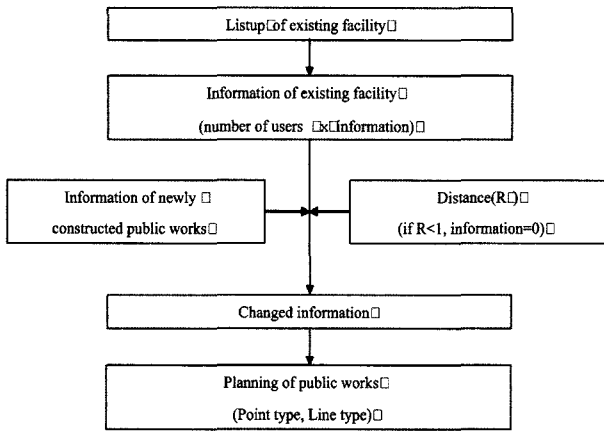 Listup□of existing facility□
Information of existing facility□
(number of users □x□information)□
Information of newly □
constructed public works□
Distance(R□)□
(if R<1, information=0)□
Changed information□
Planning of public works□
(Point type, Line type)□